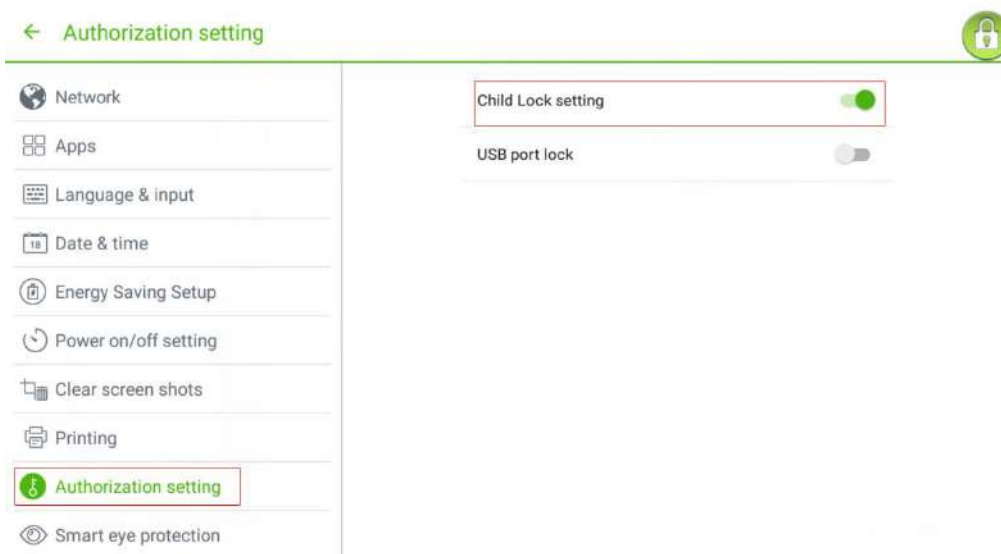 Authorization setting
Network
Apps
Language & input
18
Date & time
Energy Saving Setup
Power on/off setting
Clear screen shots
Printing
Authorization setting
Smart eye protection
Child Lock setting
USB port lock